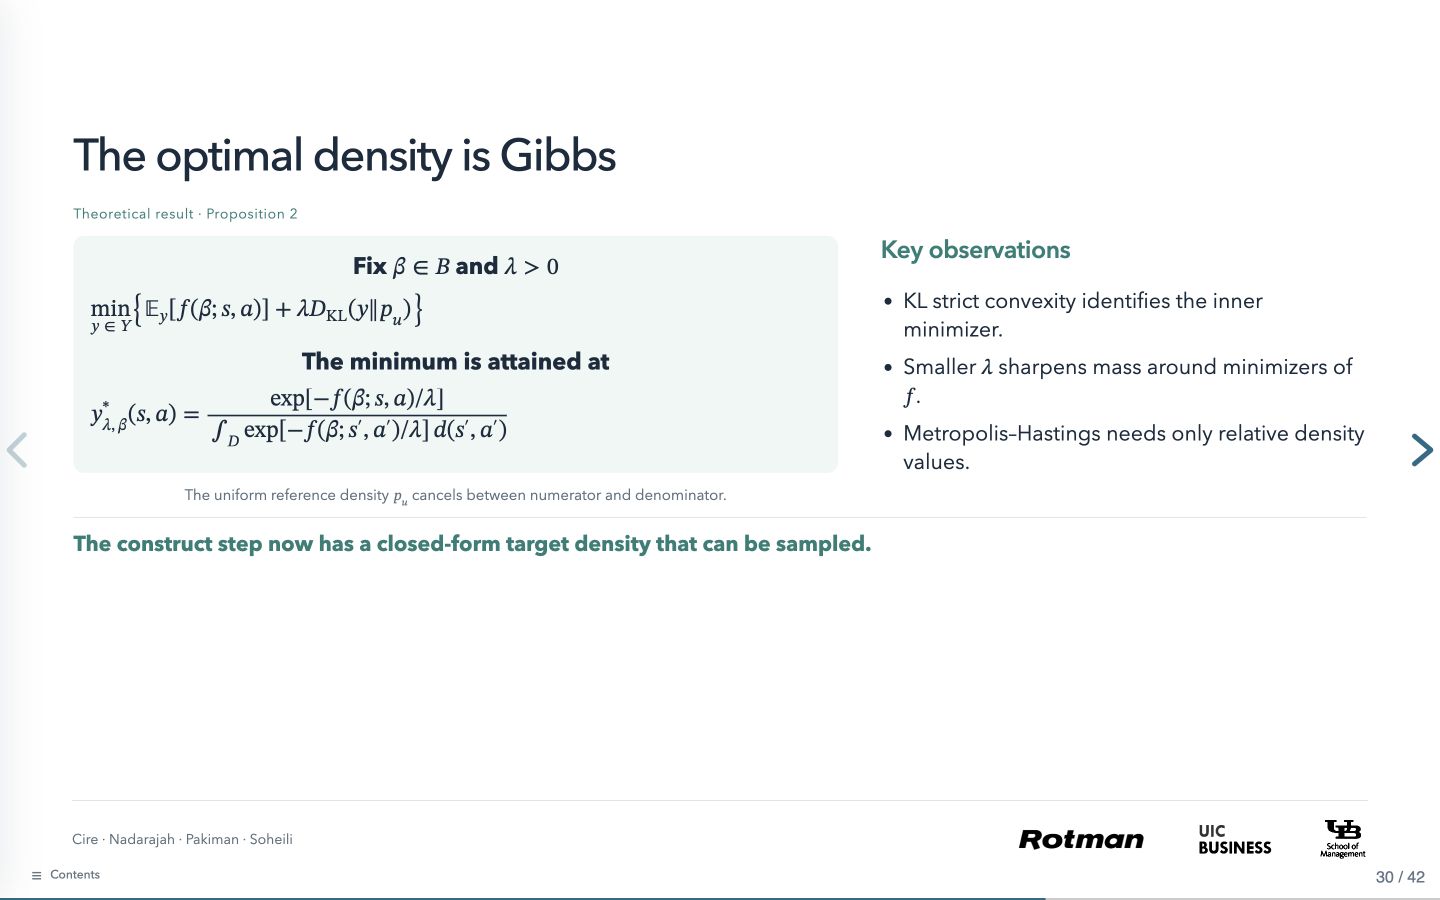 The optimal density is Gibbs
Theoretical result · Proposition 2
Fix β ∈ B and λ > 0
min_{y ∈ Y} { 𝔼_y[f(β; s, a)] + λD_KL(y‖p_u) }
The minimum is attained at
y*_{λ,β}(s, a) = exp[−f(β; s, a)/λ] / ∫_D exp[−f(β; s′, a′)/λ] d(s′, a′)
The uniform reference density p_u cancels between numerator and denominator.
Key observations
• KL strict convexity identifies the inner
minimizer.
• Smaller λ sharpens mass around minimizers of
f.
• Metropolis–Hastings needs only relative density
values.
The construct step now has a closed-form target density that can be sampled.
Cire · Nadarajah · Pakiman · Soheili
Rotman
UIC
BUSINESS
UB
School of
Management
≡ Contents
30 / 42